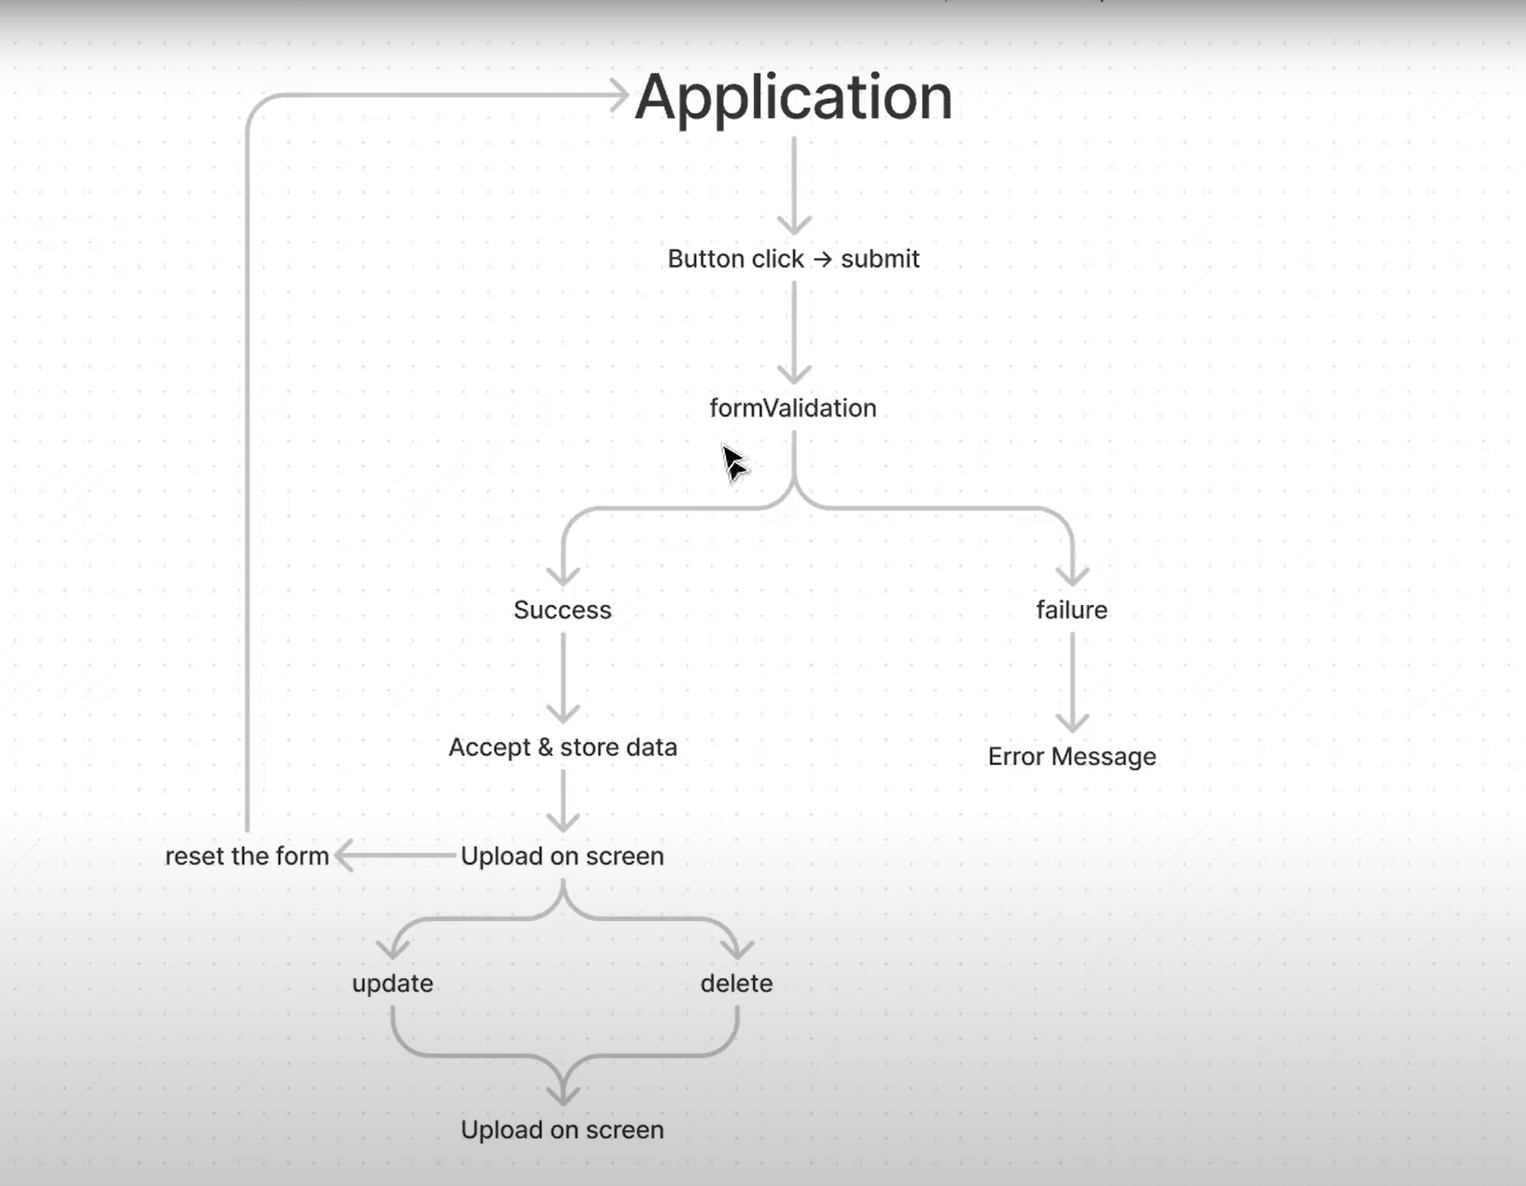 Application
Button click → submit
formValidation
Success
failure
Accept & store data
Error Message
reset the form
Upload on screen
update
delete
Upload on screen